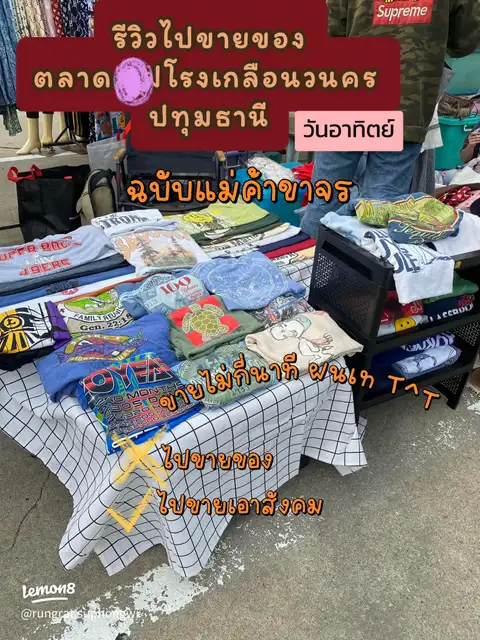 รีวิวไปขายของ
ตลาด โรงเกลือนวนคร
ปทุมธานี
วันอาทิตย์
ฉบับแม่ค้าขาจร
ขายไม่กี่นาที ฝนเท T^T
ไปขายของ
ไปขายเอาสังคม
Supreme
49ERS
FAMILY
Gen.
100
lemon8